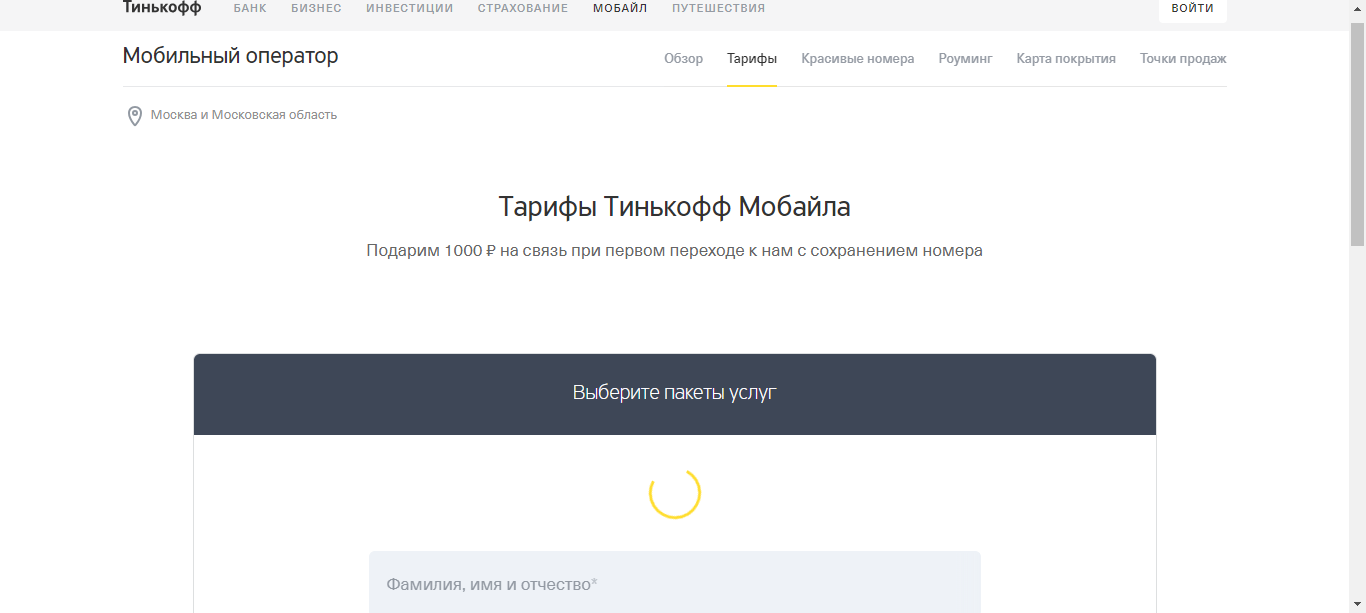 Тинькофф БАНК БИЗНЕС ИНВЕСТИЦИИ СТРАХОВАНИЕ МОБАЙЛ ПУТЕШЕСТВИЯ ВОЙТИ
Мобильный оператор Обзор Тарифы Красивые номера Роуминг Карта покрытия Точки продаж
Москва и Московская область
Тарифы Тинькофф Мобайла
Подарим 1000 ₽ на связь при первом переходе к нам с сохранением номера
Выберите пакеты услуг
Фамилия, имя и отчество*